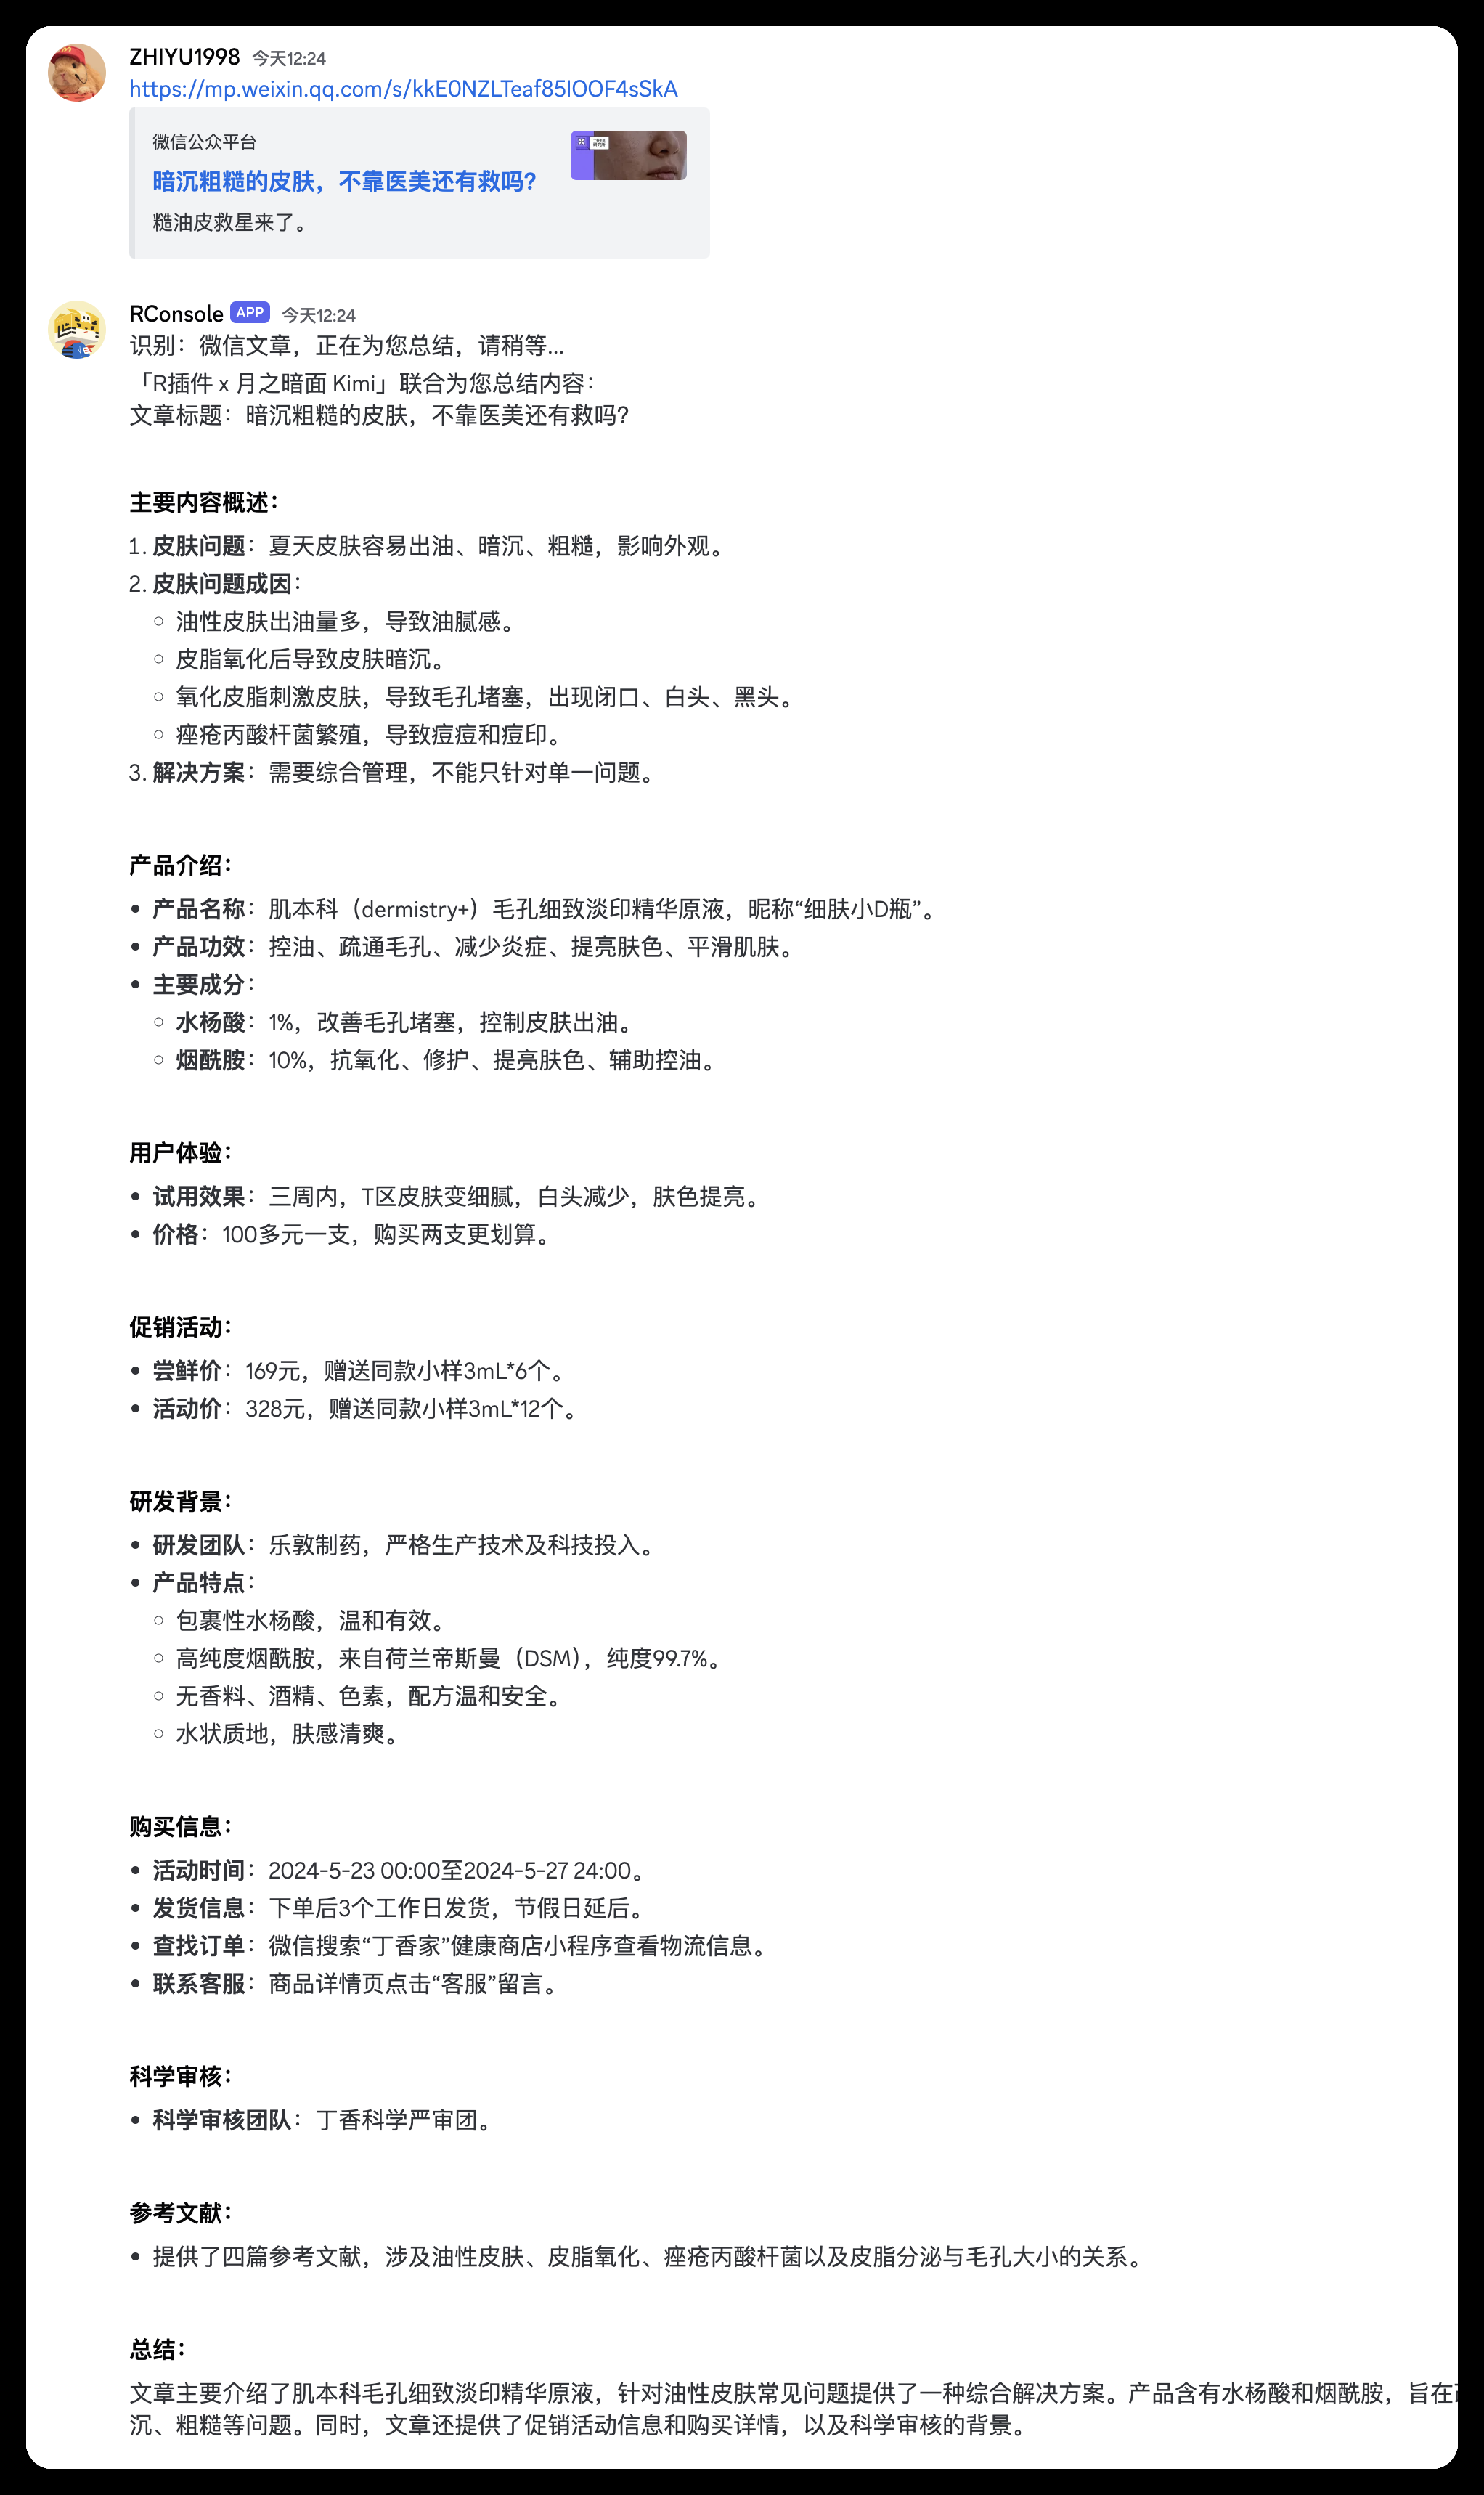 ZHIYU1998 今天12:24
https://mp.weixin.qq.com/s/kkE0NZLTeaf85IOOF4sSkA
微信公众平台
暗沉粗糙的皮肤，不靠医美还有救吗？
糙油皮救星来了。
RConsole APP 今天12:24
识别：微信文章，正在为您总结，请稍等...
「R插件 x 月之暗面 Kimi」联合为您总结内容：
文章标题：暗沉粗糙的皮肤，不靠医美还有救吗？
主要内容概述：
1. 皮肤问题：夏天皮肤容易出油、暗沉、粗糙，影响外观。
2. 皮肤问题成因：
○ 油性皮肤出油量多，导致油腻感。
○ 皮脂氧化后导致皮肤暗沉。
○ 氧化皮脂刺激皮肤，导致毛孔堵塞，出现闭口、白头、黑头。
○ 痤疮丙酸杆菌繁殖，导致痘痘和痘印。
3. 解决方案：需要综合管理，不能只针对单一问题。
产品介绍：
• 产品名称：肌本科（dermistry+）毛孔细致淡印精华原液，昵称“细肤小D瓶”。
• 产品功效：控油、疏通毛孔、减少炎症、提亮肤色、平滑肌肤。
• 主要成分：
○ 水杨酸：1%，改善毛孔堵塞，控制皮肤出油。
○ 烟酰胺：10%，抗氧化、修护、提亮肤色、辅助控油。
用户体验：
• 试用效果：三周内，T区皮肤变细腻，白头减少，肤色提亮。
• 价格：100多元一支，购买两支更划算。
促销活动：
• 尝鲜价：169元，赠送同款小样3mL*6个。
• 活动价：328元，赠送同款小样3mL*12个。
研发背景：
• 研发团队：乐敦制药，严格生产技术及科技投入。
• 产品特点：
○ 包裹性水杨酸，温和有效。
○ 高纯度烟酰胺，来自荷兰帝斯曼（DSM），纯度99.7%。
○ 无香料、酒精、色素，配方温和安全。
○ 水状质地，肤感清爽。
购买信息：
• 活动时间：2024-5-23 00:00至2024-5-27 24:00。
• 发货信息：下单后3个工作日发货，节假日延后。
• 查找订单：微信搜索“丁香家”健康商店小程序查看物流信息。
• 联系客服：商品详情页点击“客服”留言。
科学审核：
• 科学审核团队：丁香科学严审团。
参考文献：
• 提供了四篇参考文献，涉及油性皮肤、皮脂氧化、痤疮丙酸杆菌以及皮脂分泌与毛孔大小的关系。
总结：
文章主要介绍了肌本科毛孔细致淡印精华原液，针对油性皮肤常见问题提供了一种综合解决方案。产品含有水杨酸和烟酰胺，旨在
沉、粗糙等问题。同时，文章还提供了促销活动信息和购买详情，以及科学审核的背景。